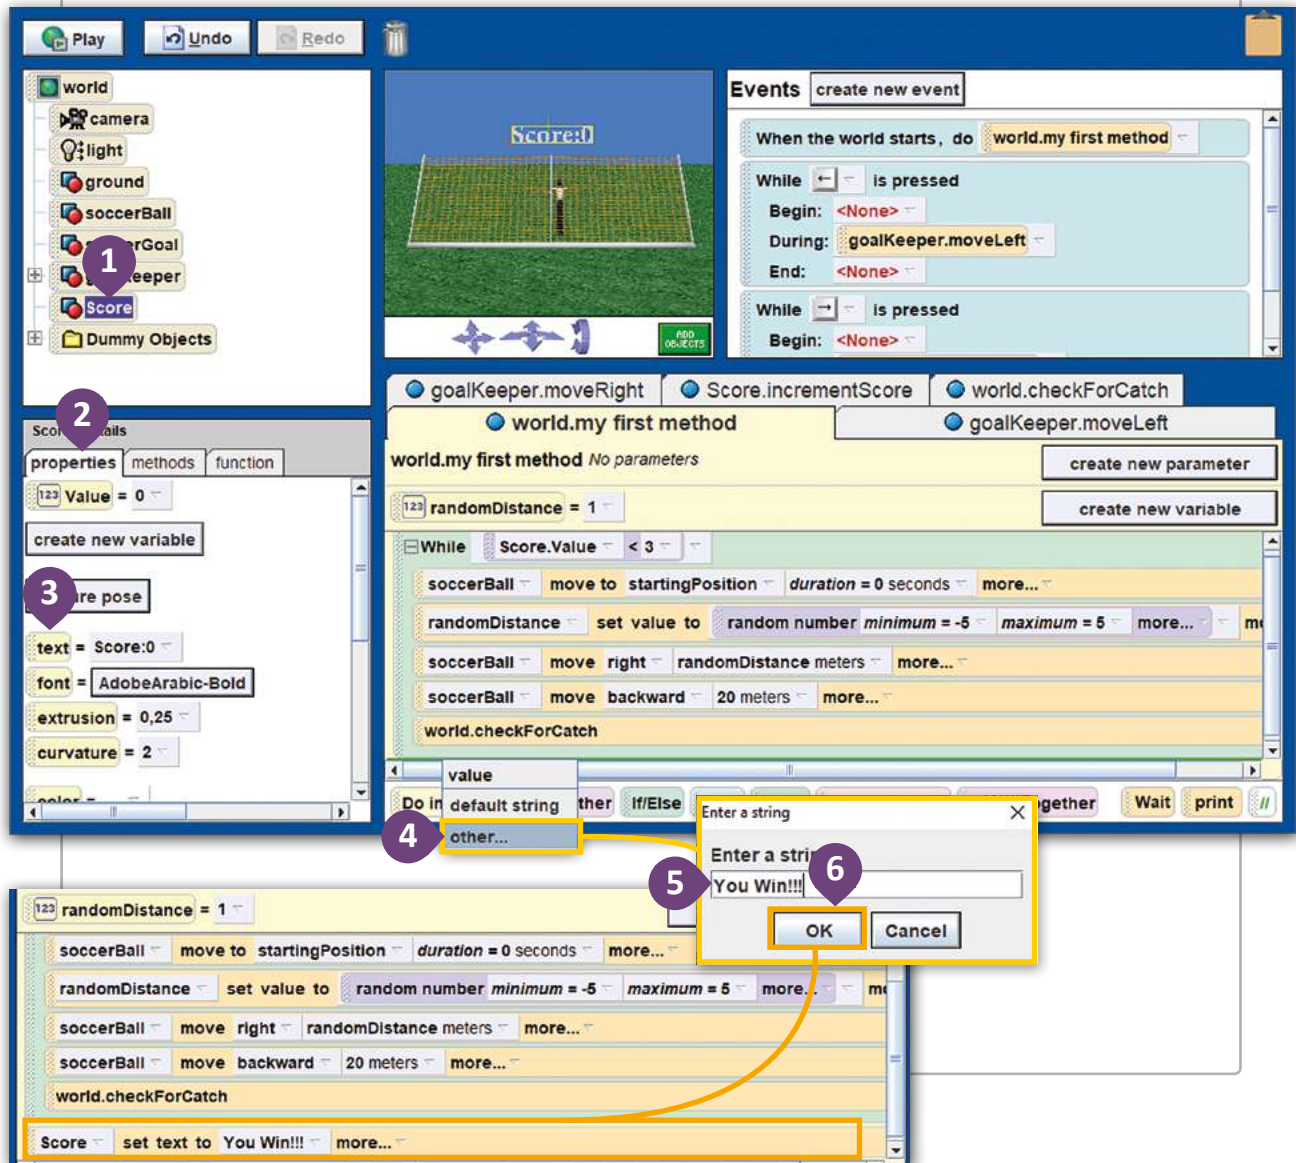 Play
Undo
Redo
world
camera
light
ground
soccerBall
Goal
eeper
Score
Dummy Objects
1
Score:0
ADD
OBJECTS
Events
create new event
When the world starts, do world.my first method
While ← is pressed
Begin: <None>
During: goalKeeper.moveLeft
End: <None>
While → is pressed
Begin: <None>
2
properties
methods
function
123 Value = 0
create new variable
3
re pose
text = Score:0
font = AdobeArabic-Bold
extrusion = 0,25
curvature = 2
goalKeeper.moveRight
Score.incrementScore
world.checkForCatch
world.my first method
goalKeeper.moveLeft
world.my first method No parameters
create new parameter
123 randomDistance = 1
create new variable
While Score.Value < 3
soccerBall move to startingPosition duration = 0 seconds more...
randomDistance set value to random number minimum = -5 maximum = 5 more...
soccerBall move right randomDistance meters more...
soccerBall move backward 20 meters more...
world.checkForCatch
value
default string
4
other...
Do in
If/Else
Wait
print
//
Enter a string
Enter a stri
5
You Win!!!
6
OK
Cancel
123 randomDistance = 1
soccerBall move to startingPosition duration = 0 seconds more...
randomDistance set value to random number minimum = -5 maximum = 5 more...
soccerBall move right randomDistance meters more...
soccerBall move backward 20 meters more...
world.checkForCatch
Score set text to You Win!!! more...